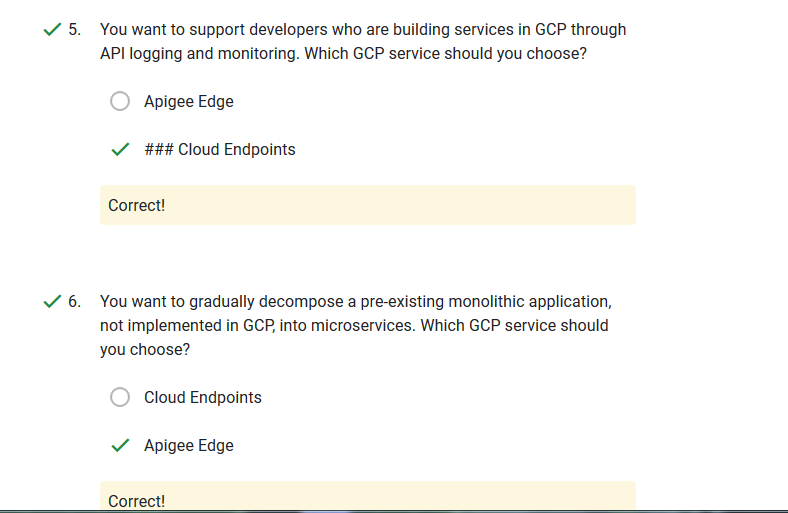 5. You want to support developers who are building services in GCP through
API logging and monitoring. Which GCP service should you choose?
Apigee Edge
### Cloud Endpoints
Correct!
6. You want to gradually decompose a pre-existing monolithic application,
not implemented in GCP, into microservices. Which GCP service should
you choose?
Cloud Endpoints
Apigee Edge
Correct!